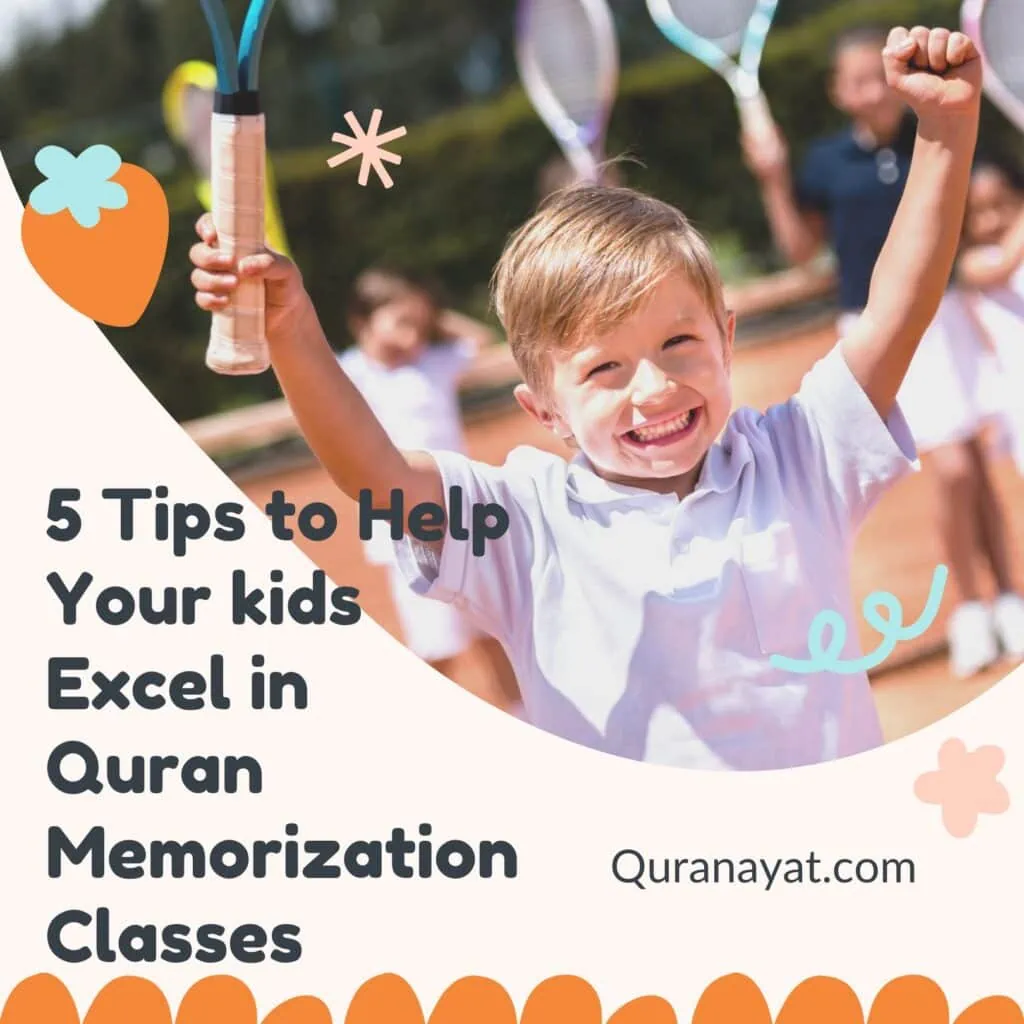 5 Tips to Help
Your kids
Excel in
Quran
Memorization
Classes
Quranayat.com